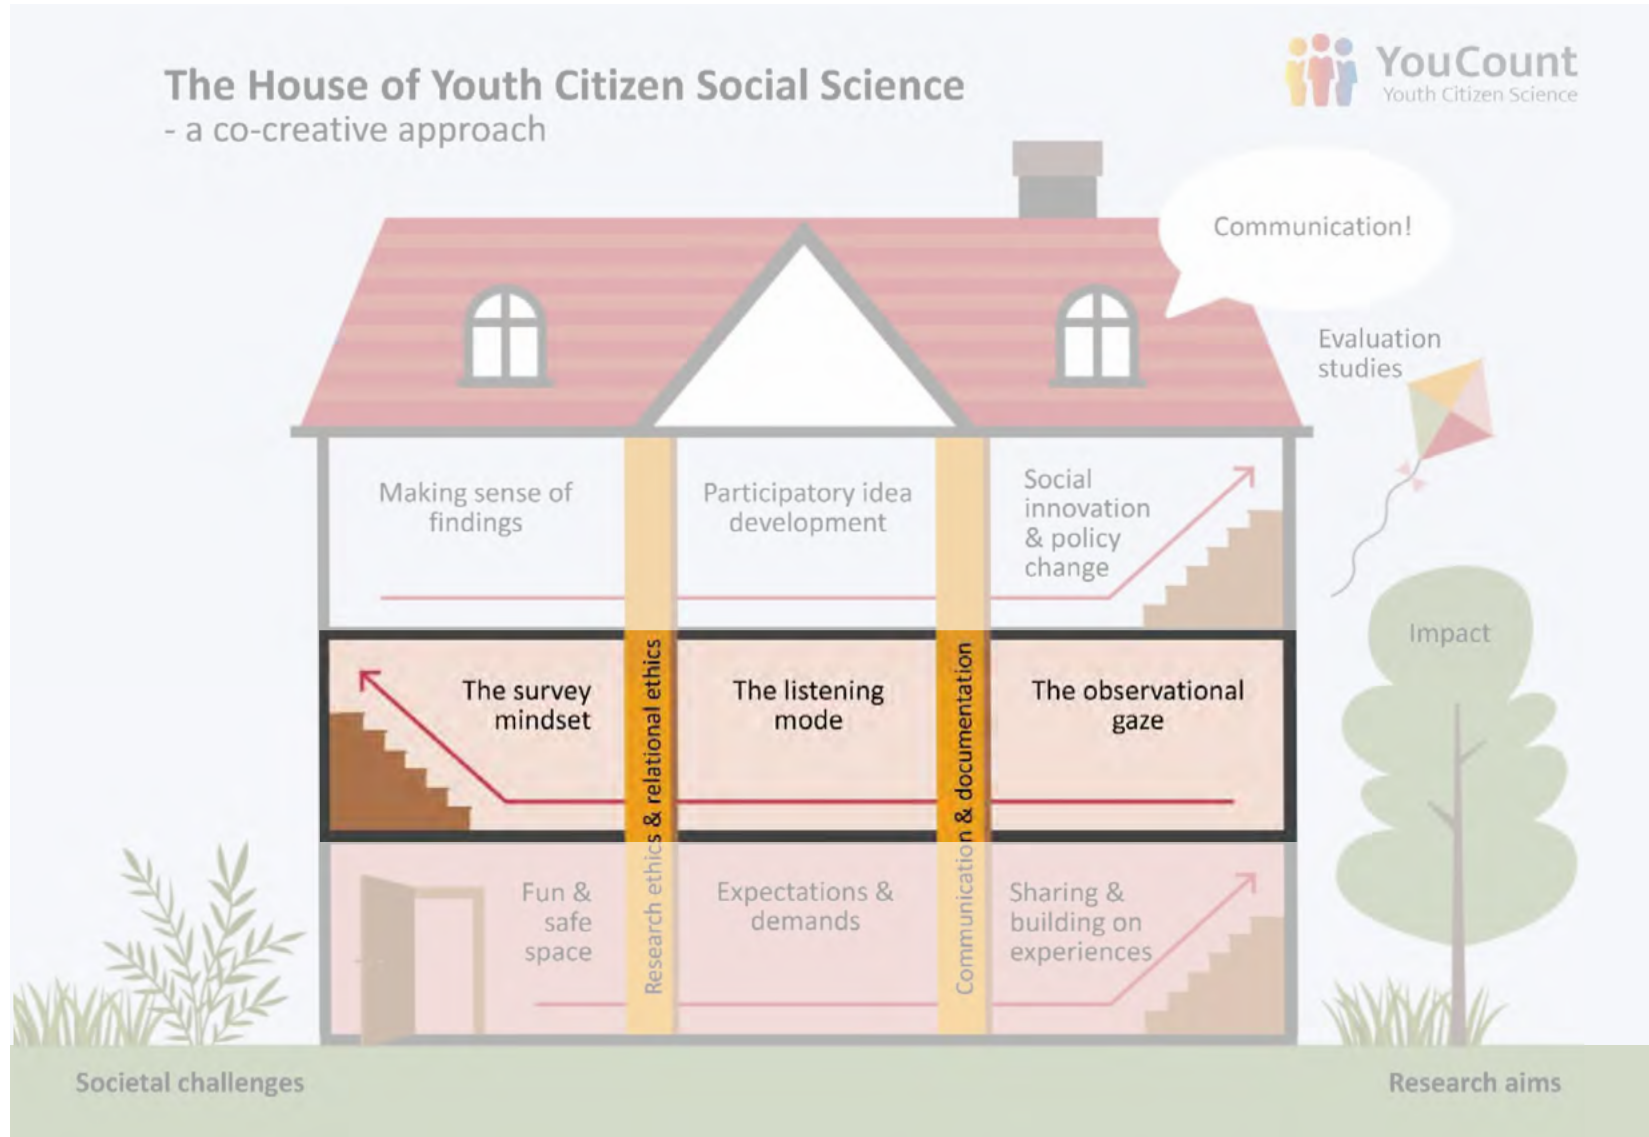 The House of Youth Citizen Social Science
- a co-creative approach
YouCount
Youth Citizen Science
Communication!
Evaluation
studies
Making sense of
findings
Participatory idea
development
Social
innovation
& policy
change
Impact
The survey
mindset
The listening
mode
The observational
gaze
Research ethics & relational ethics
Communication & documentation
Fun &
safe
space
Expectations &
demands
Sharing &
building on
experiences
Societal challenges
Research aims